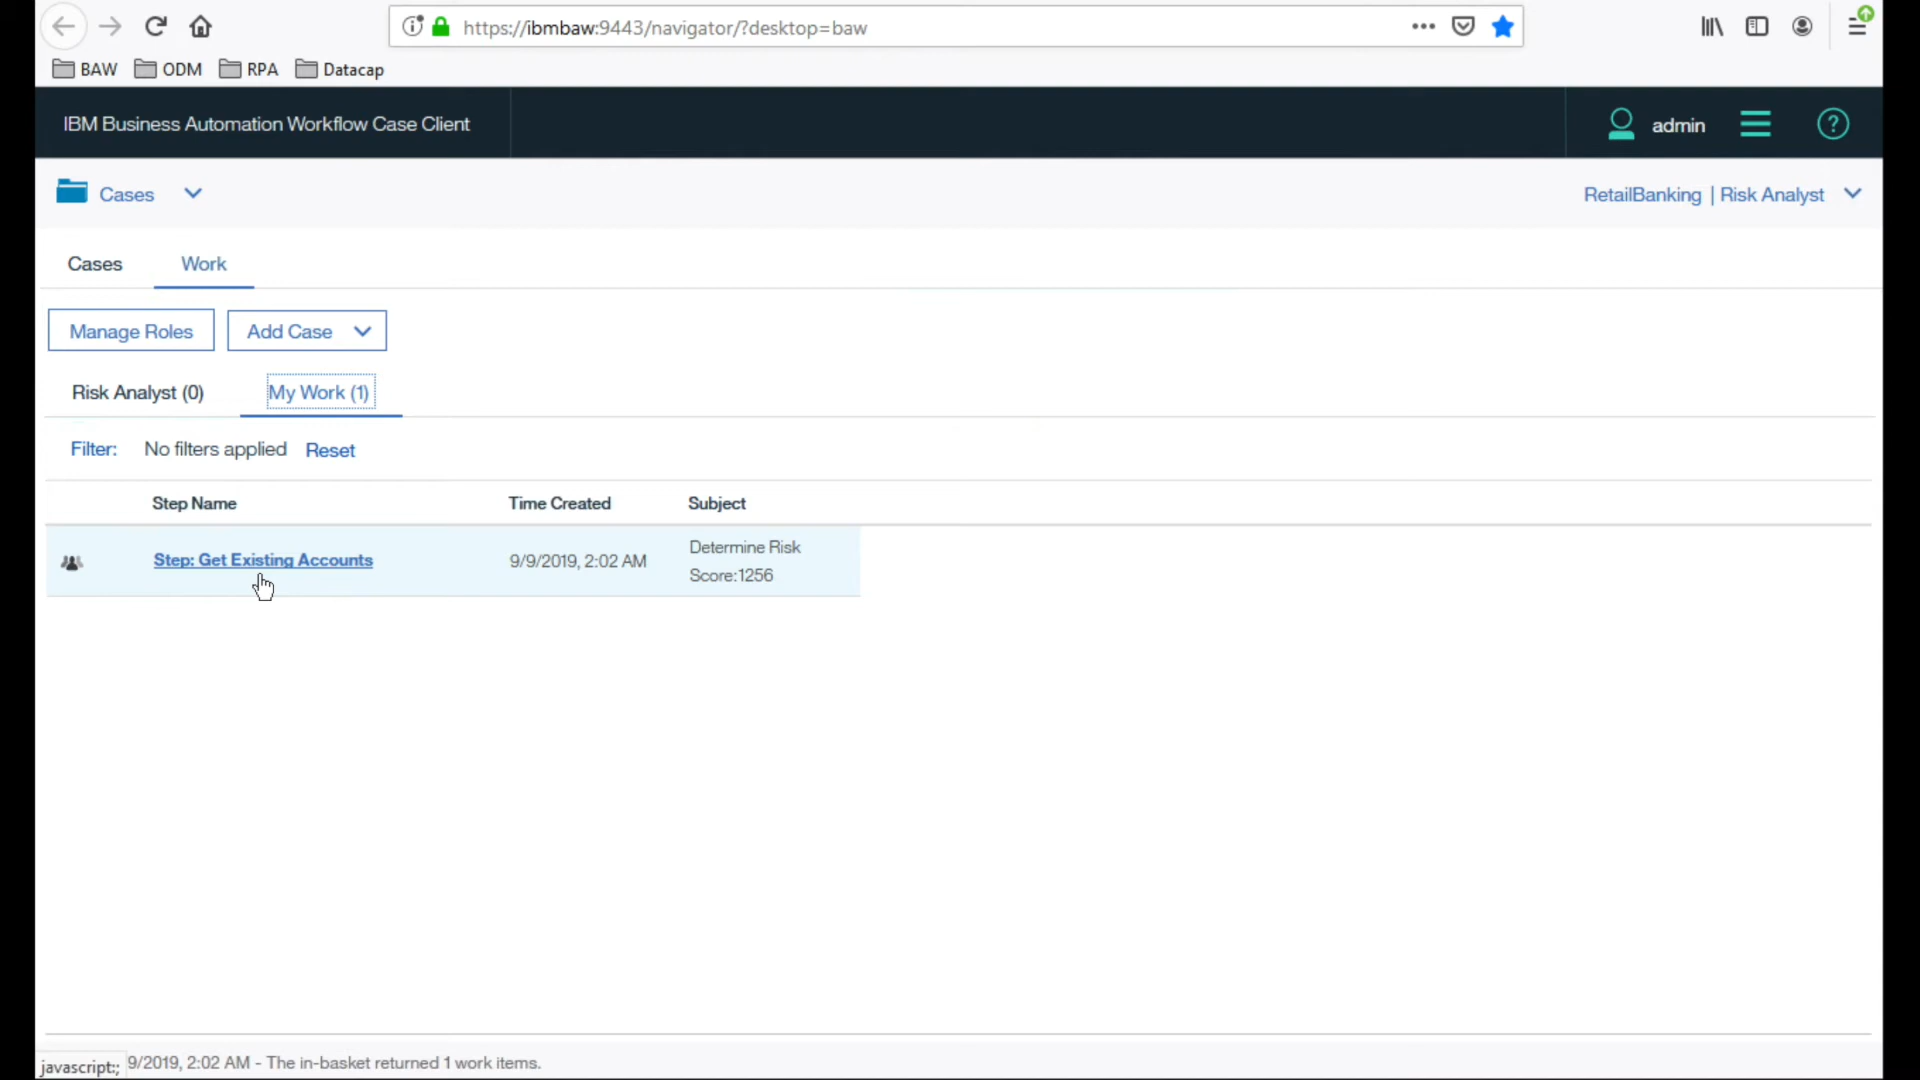 https://ibmbaw:9443/navigator/?desktop=baw
BAW ODM RPA Datacap
IBM Business Automation Workflow Case Client admin ?
Cases RetailBanking | Risk Analyst
Cases Work
Manage Roles Add Case
Risk Analyst (0) My Work (1)
Filter: No filters applied Reset
Step Name Time Created Subject
Step: Get Existing Accounts 9/9/2019, 2:02 AM Determine Risk
Score:1256
javascript:; 9/2019, 2:02 AM - The in-basket returned 1 work items.